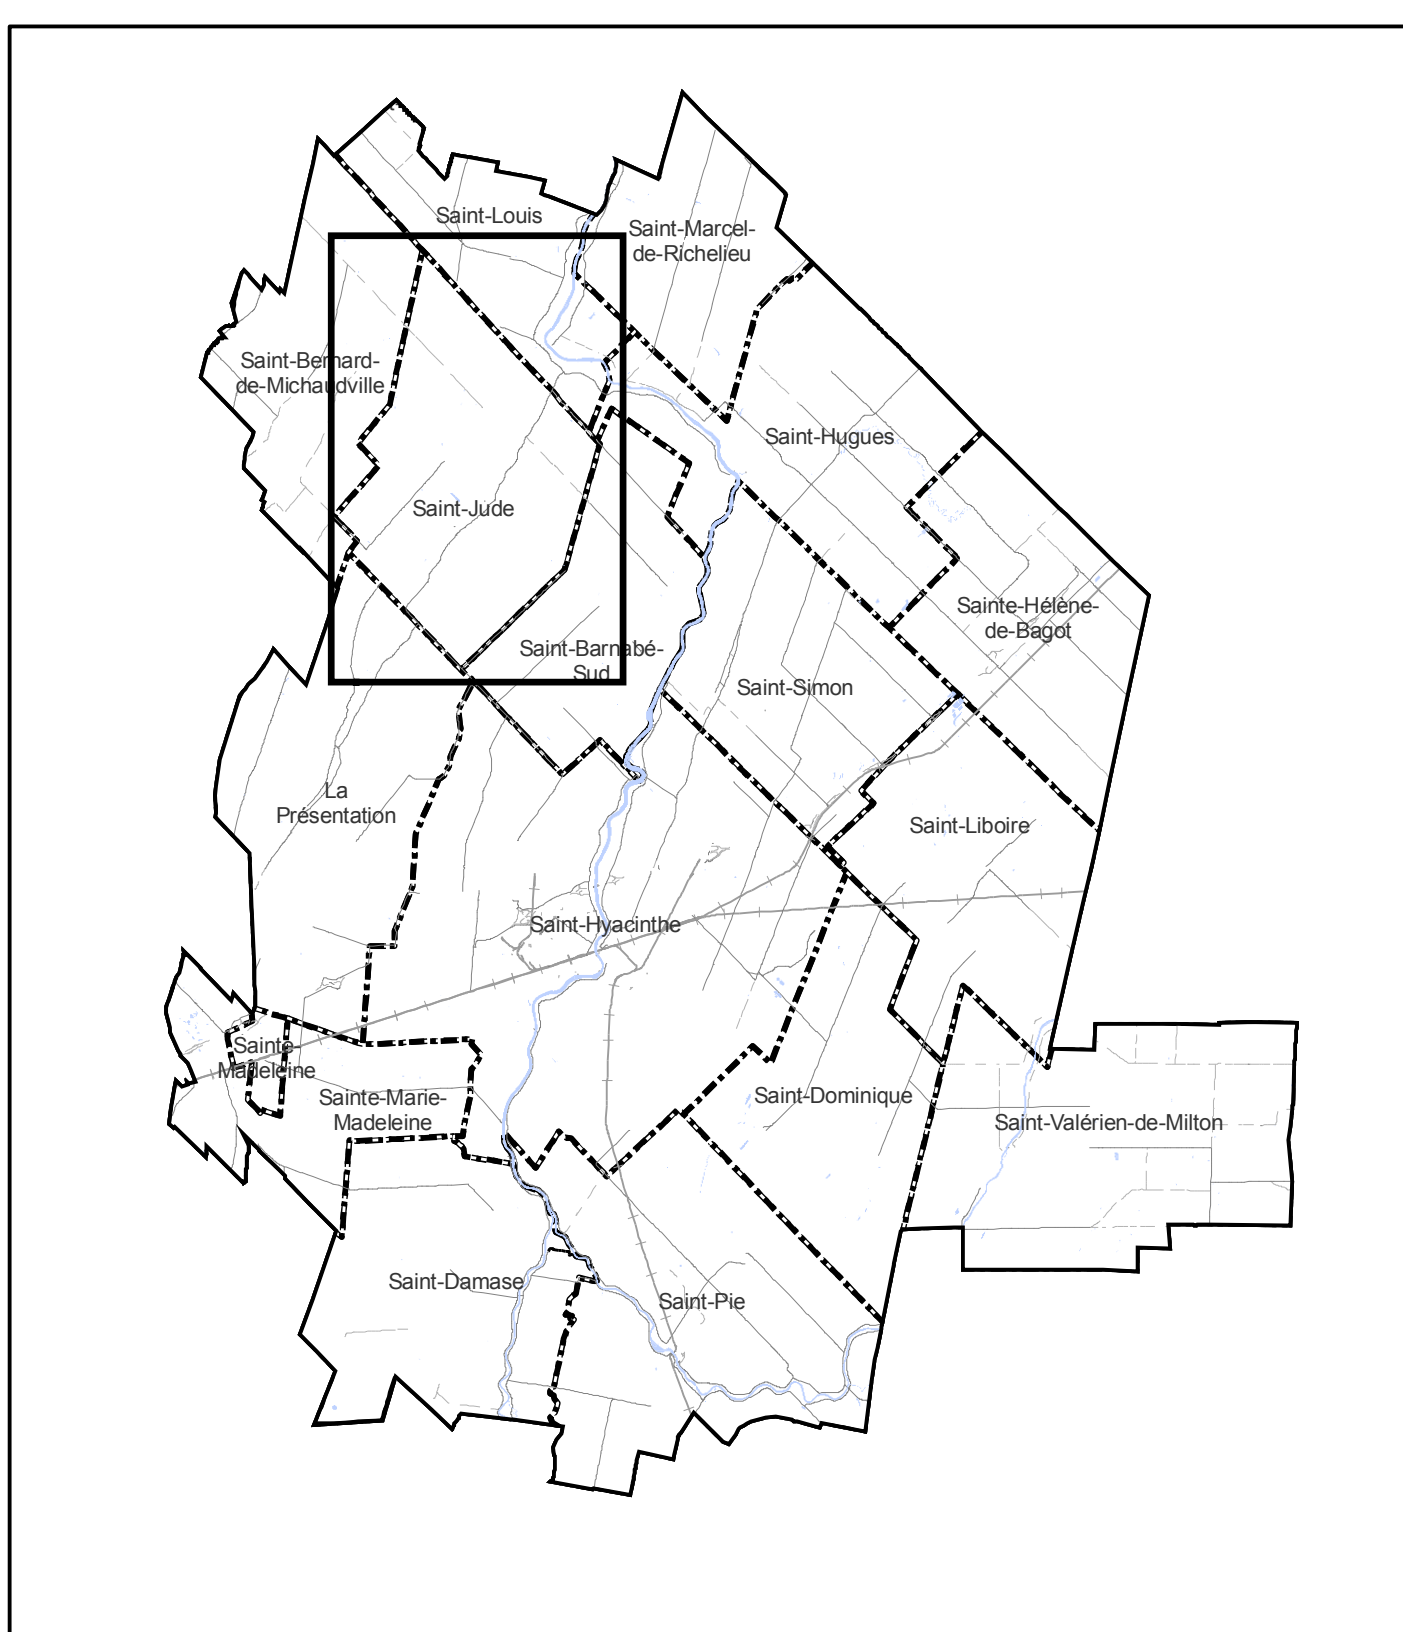 Saint-Louis
Saint-Marcel-
de-Richelieu
Saint-Bernard-
de-Michaudville
Saint-Hugues
Saint-Jude
Sainte-Hélène-
de-Bagot
Saint-Barnabé-
Sud
Saint-Simon
La
Présentation
Saint-Liboire
Saint-Hyacinthe
Sainte-
Madeleine
Sainte-Marie-
Madeleine
Saint-Dominique
Saint-Valérien-de-Milton
Saint-Damase
Saint-Pie